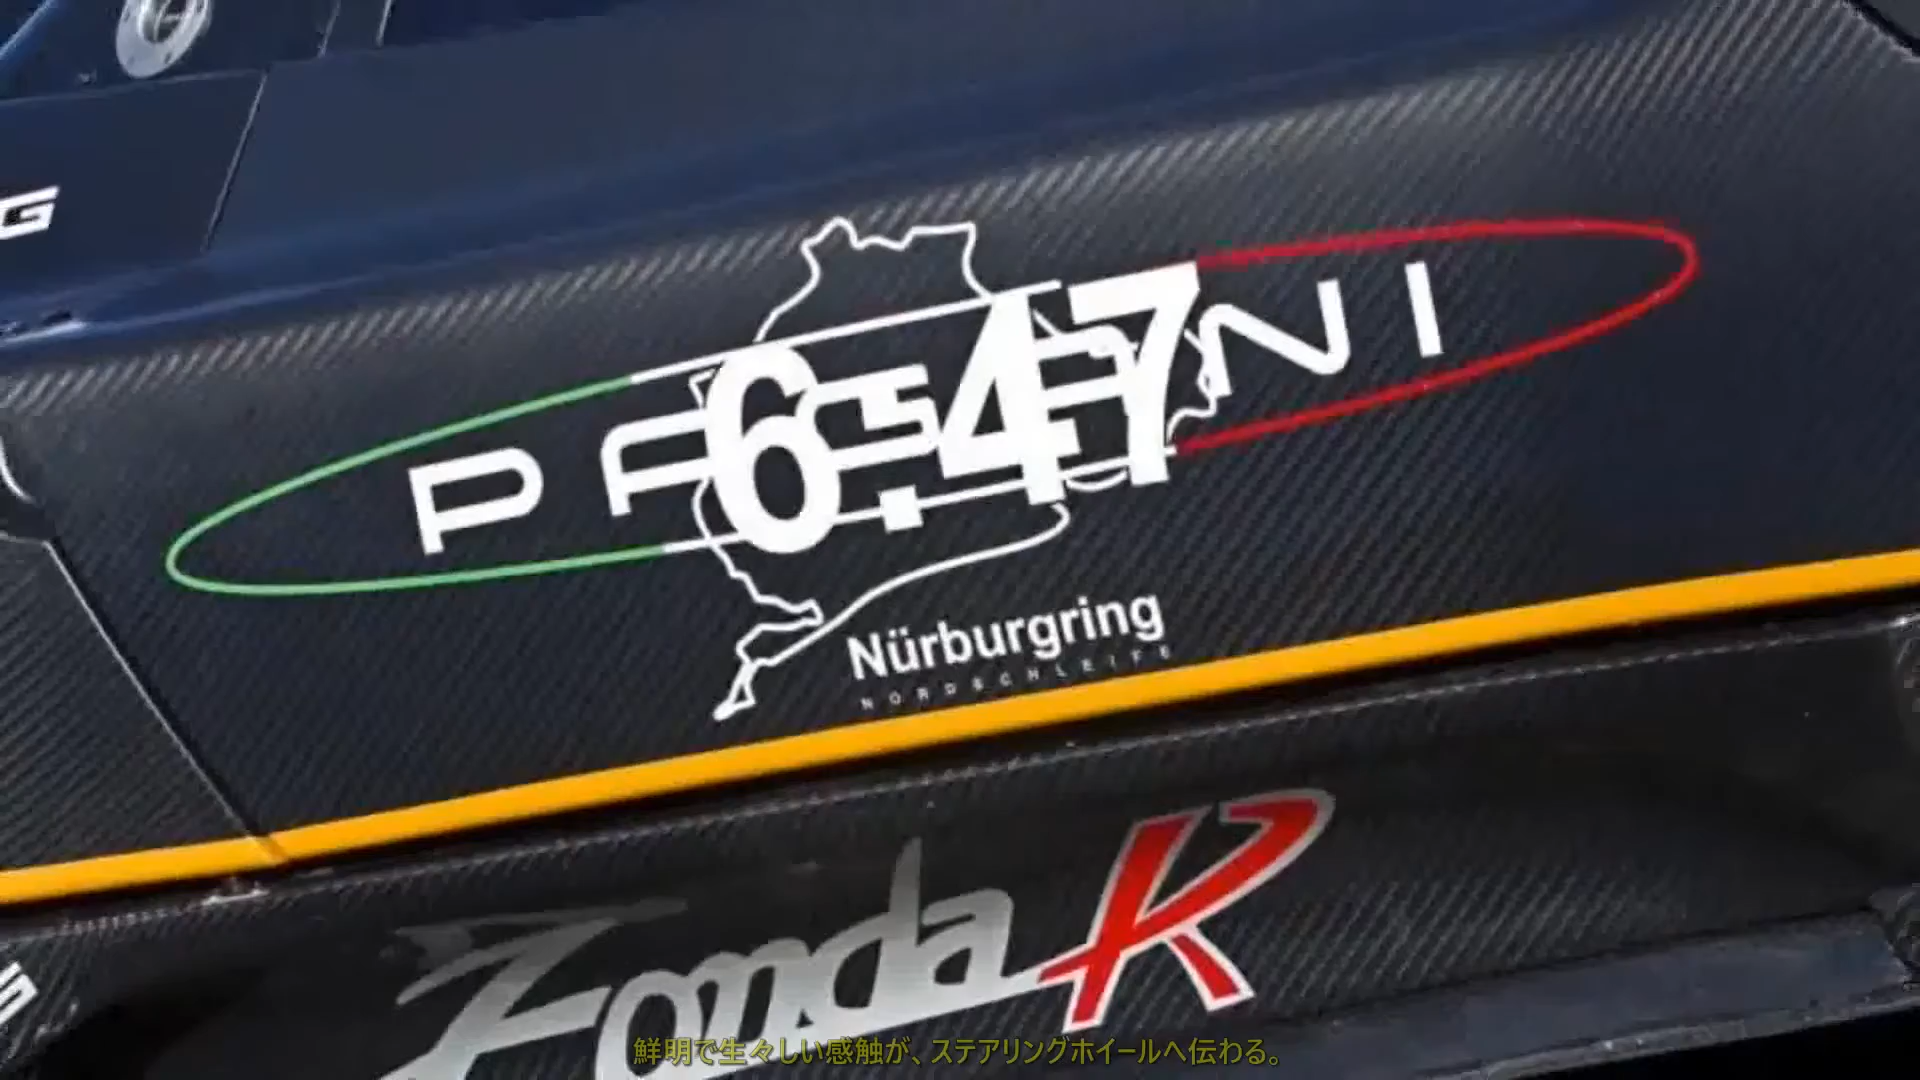 G
PAGANI
6.47
Nürburgring
NORDSCHLEIFE
Zonda R
鮮明で生々しい感触が、ステアリングホイールへ伝わる。